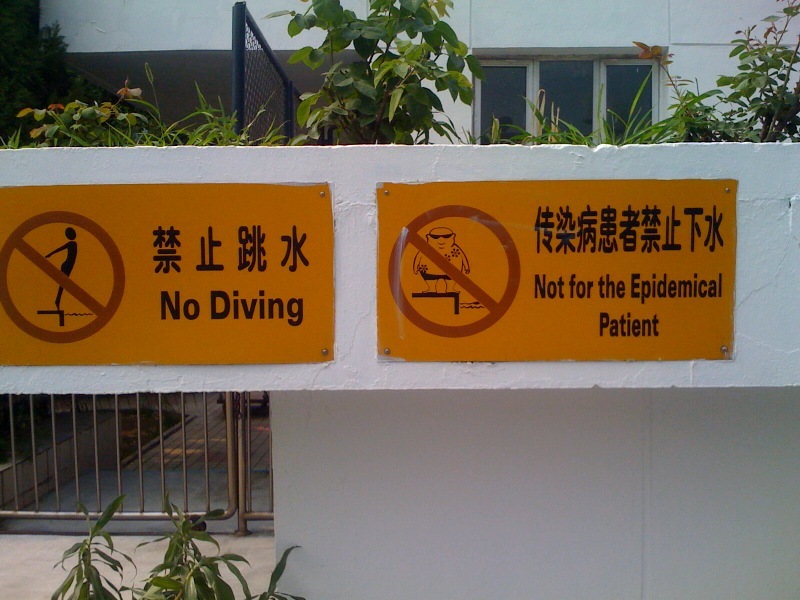 禁止跳水
No Diving
传染病患者禁止下水
Not for the Epidemical
Patient